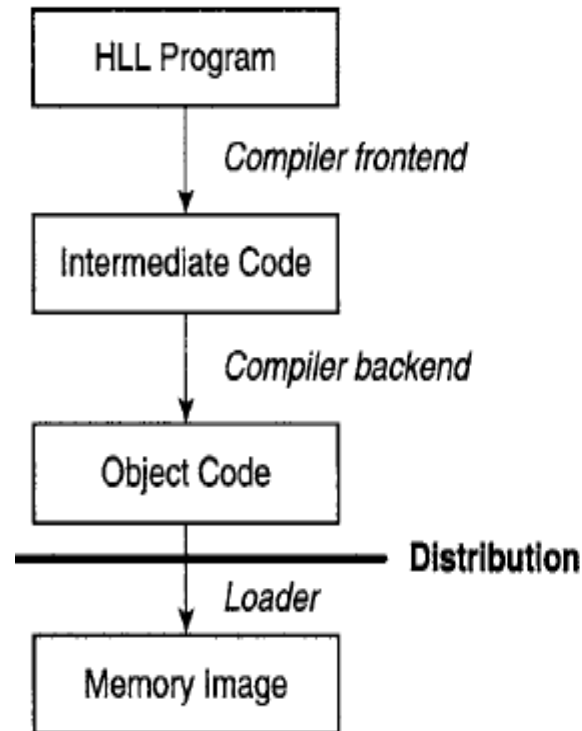 HLL Program
Compiler frontend
Intermediate Code
Compiler backend
Object Code
Distribution
Loader
Memory Image